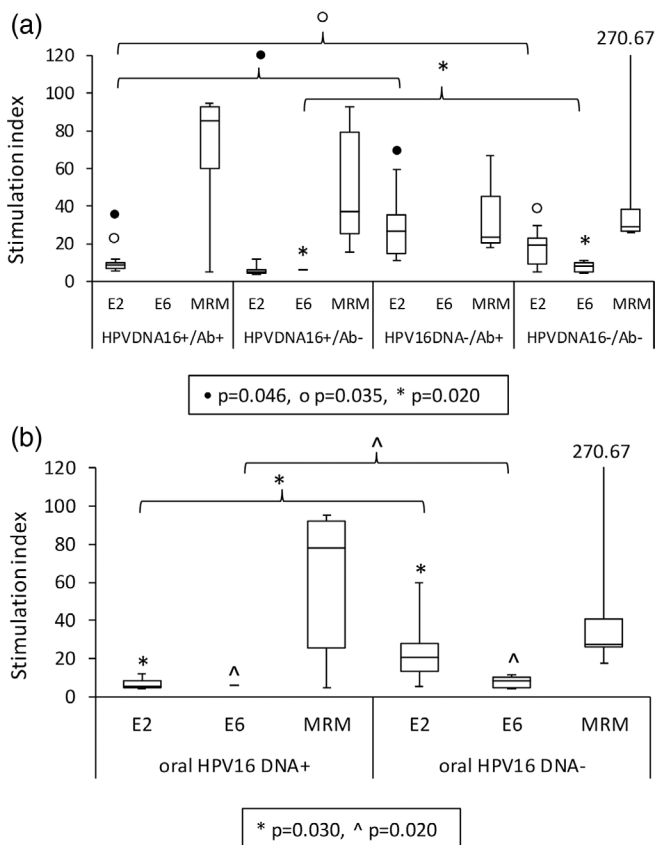 (a)
270.67
Stimulation index
120
100
80
60
40
20
0
E2 E6 MRM E2 E6 MRM E2 E6 MRM E2 E6 MRM
HPVDNA16+/Ab+ HPVDNA16+/Ab- HPV16DNA-/Ab+ HPVDNA16-/Ab-
● p=0.046, o p=0.035, * p=0.020
(b)
^
270.67
*
Stimulation index
120
100
80
60
40
20
0
* ^ * ^
E2 E6 MRM E2 E6 MRM
oral HPV16 DNA+ oral HPV16 DNA-
* p=0.030, ^ p=0.020